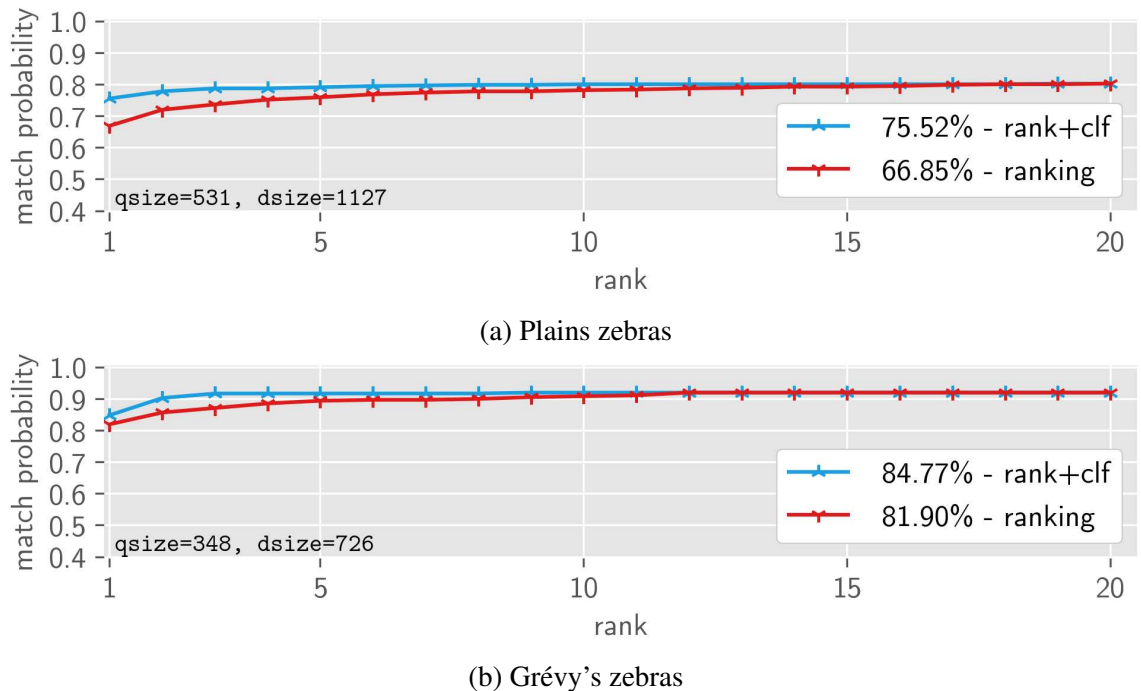 match probability
1.0
0.9
0.8
0.7
0.6
0.5
0.4
75.52% - rank+clf
66.85% - ranking
qsize=531, dsize=1127
1 5 10 15 20
rank
(a) Plains zebras
match probability
1.0
0.9
0.8
0.7
0.6
0.5
0.4
84.77% - rank+clf
81.90% - ranking
qsize=348, dsize=726
1 5 10 15 20
rank
(b) Grévy's zebras